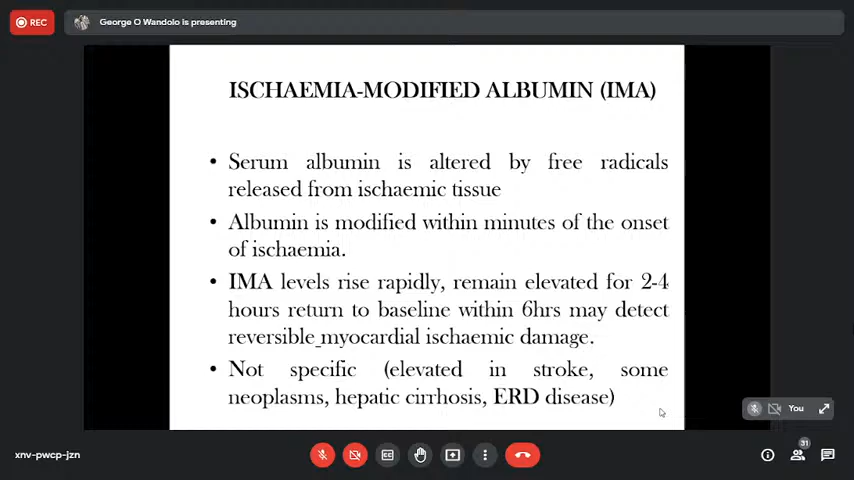 REC
George O Wandolo is presenting
ISCHAEMIA-MODIFIED ALBUMIN (IMA)
• Serum albumin is altered by free radicals
released from ischaemic tissue
• Albumin is modified within minutes of the onset
of ischaemia.
• IMA levels rise rapidly, remain elevated for 2-4
hours return to baseline within 6hrs may detect
reversible_myocardial ischaemic damage.
• Not specific (elevated in stroke, some
neoplasms, hepatic cirrhosis, ERD disease)
You
xnv-pwcp-jzn
CC
31